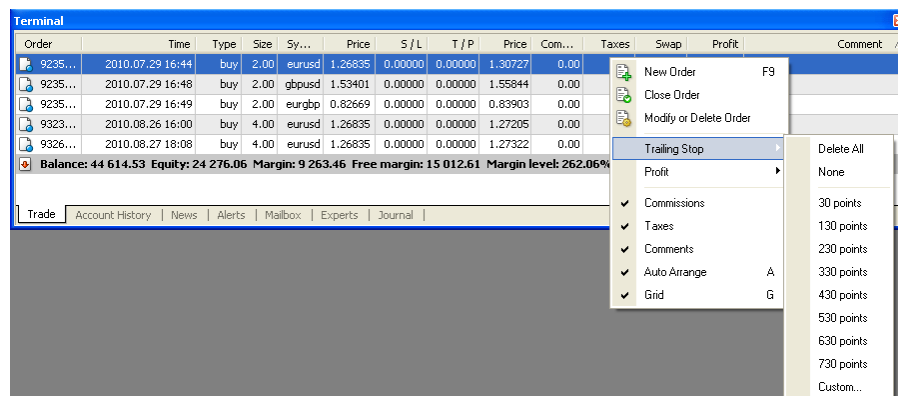 Terminal
Order Time Type Size Sy... Price S / L T / P Price Com... Taxes Swap Profit Comment
9235... 2010.07.29 16:44 buy 2.00 eurusd 1.26835 0.00000 0.00000 1.30727 0.00
9235... 2010.07.29 16:48 buy 2.00 gbpusd 1.53401 0.00000 0.00000 1.55844 0.00
9235... 2010.07.29 16:49 buy 2.00 eurgbp 0.82669 0.00000 0.00000 0.83903 0.00
9323... 2010.08.26 16:00 buy 4.00 eurusd 1.26835 0.00000 0.00000 1.27205 0.00
9326... 2010.08.27 18:08 buy 4.00 eurusd 1.26835 0.00000 0.00000 1.27322 0.00
Balance: 44 614.53 Equity: 24 276.06 Margin: 9 263.46 Free margin: 15 012.61 Margin level: 262.06%
Trade Account History | News | Alerts | Mailbox | Experts | Journal |
New Order F9
Close Order
Modify or Delete Order
Trailing Stop
Profit
Commissions
Taxes
Comments
Auto Arrange A
Grid G
Delete All
None
30 points
130 points
230 points
330 points
430 points
530 points
630 points
730 points
Custom...